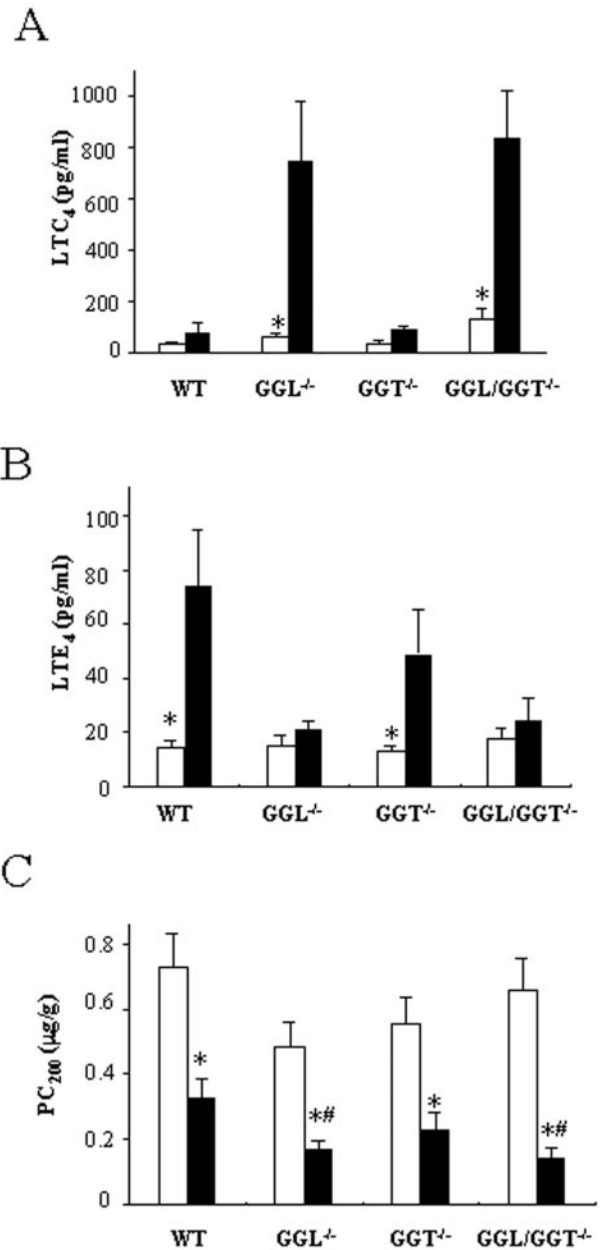 A
LTC4 (pg/ml)
1000
800
600
400
200
0
*
*
WT GGL-/- GGT-/- GGL/GGT-/-
B
LTE4 (pg/ml)
100
80
60
40
20
0
*
*
WT GGL-/- GGT-/- GGL/GGT-/-
C
PC200 (µg/g)
0.8
0.6
0.4
0.2
0
*
*#
*
*#
WT GGL-/- GGT-/- GGL/GGT-/-